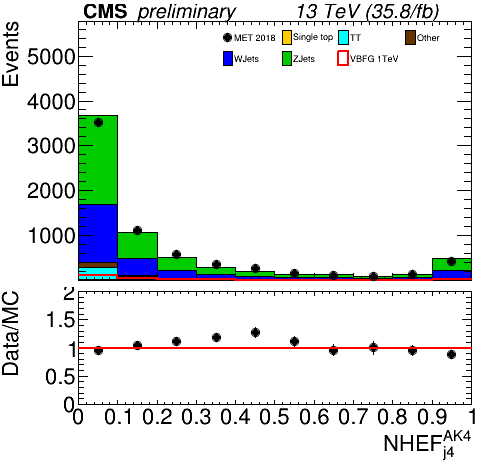 CMS preliminary 13 TeV (35.8/fb)
Events
MET 2018 Single top TT Other
WJets ZJets VBFG 1TeV
5000
4000
3000
2000
1000
Data/MC
2
1.5
1
0.5
0
0 0.1 0.2 0.3 0.4 0.5 0.6 0.7 0.8 0.9 1
NHEF^{AK4}_{j4}